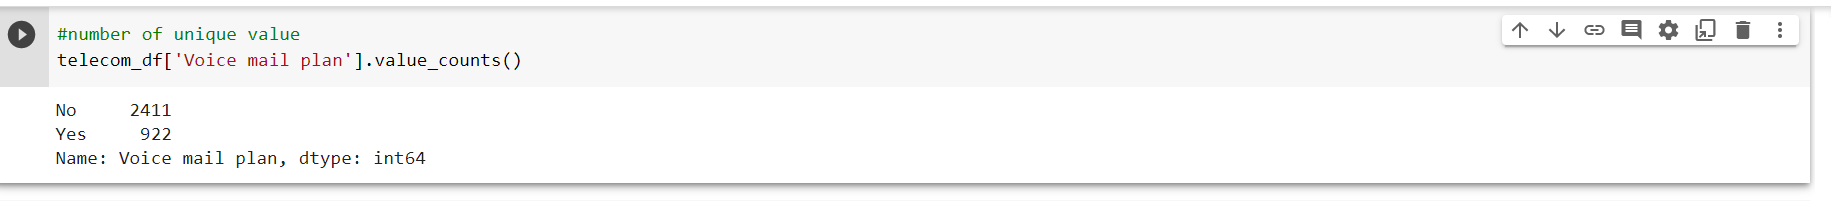 #number of unique value
telecom_df['Voice mail plan'].value_counts()
No     2411
Yes     922
Name: Voice mail plan, dtype: int64